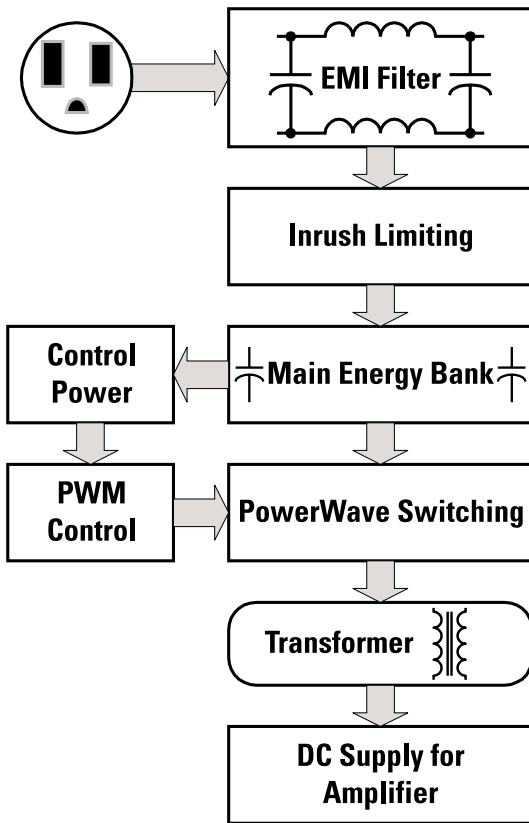 EMI Filter
Inrush Limiting
Control
Power
Main Energy Bank
PWM
Control
PowerWave Switching
Transformer
DC Supply for
Amplifier